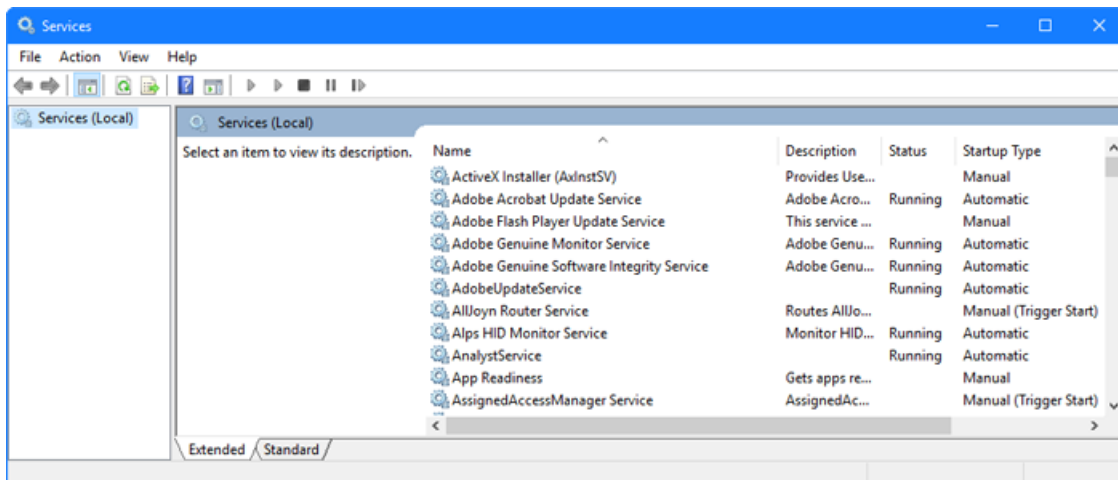 Services
File Action View Help
Services (Local)
Services (Local)
Select an item to view its description.
Name Description Status Startup Type
ActiveX Installer (AxInstSV) Provides Use... Manual
Adobe Acrobat Update Service Adobe Acro... Running Automatic
Adobe Flash Player Update Service This service ... Manual
Adobe Genuine Monitor Service Adobe Genu... Running Automatic
Adobe Genuine Software Integrity Service Adobe Genu... Running Automatic
AdobeUpdateService Running Automatic
AllJoyn Router Service Routes AllJo... Manual (Trigger Start)
Alps HID Monitor Service Monitor HID... Running Automatic
AnalystService Running Automatic
App Readiness Gets apps re... Manual
AssignedAccessManager Service AssignedAc... Manual (Trigger Start)
Extended Standard